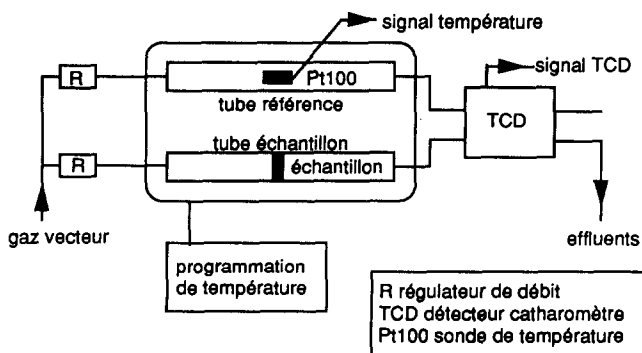 signal température
R
Pt100
signal TCD
tube référence
TCD
tube échantillon
R
échantillon
gaz vecteur
effluents
programmation
de température
R régulateur de débit
TCD détecteur catharomètre
Pt100 sonde de température